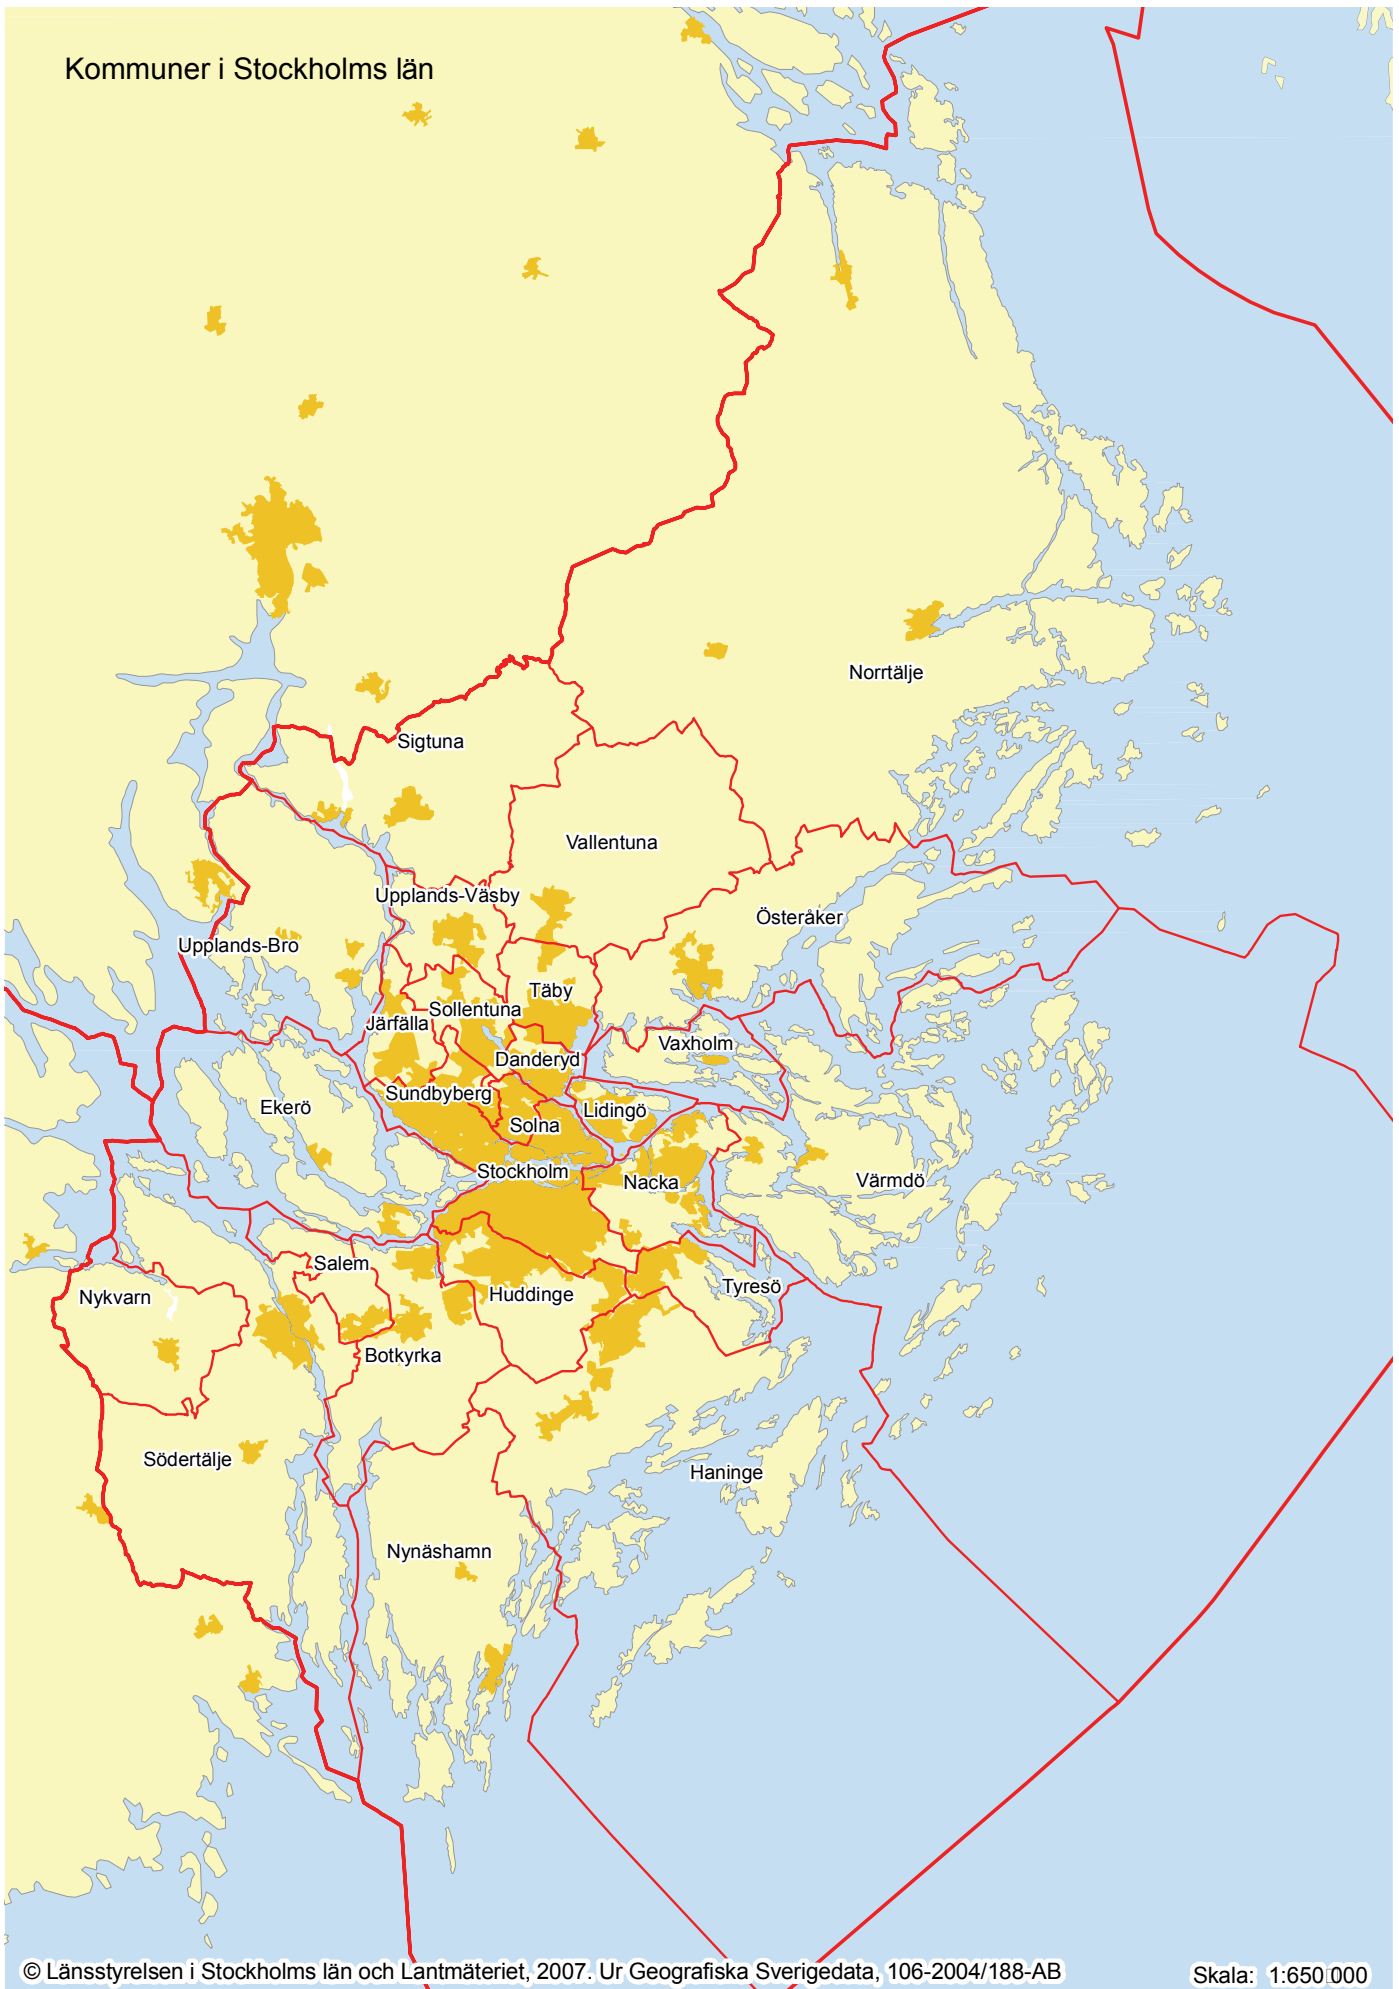 Kommuner i Stockholms län
Norrtälje
Sigtuna
Vallentuna
Upplands-Väsby
Österåker
Upplands-Bro
Täby
Sollentuna
Järfälla
Vaxholm
Danderyd
Sundbyberg
Ekerö
Lidingö
Solna
Stockholm
Nacka
Värmdö
Salem
Tyresö
Huddinge
Nykvarn
Botkyrka
Södertälje
Haninge
Nynäshamn
© Länsstyrelsen i Stockholms län och Lantmäteriet, 2007. Ur Geografiska Sverigedata, 106-2004/188-AB
Skala: 1:650 000